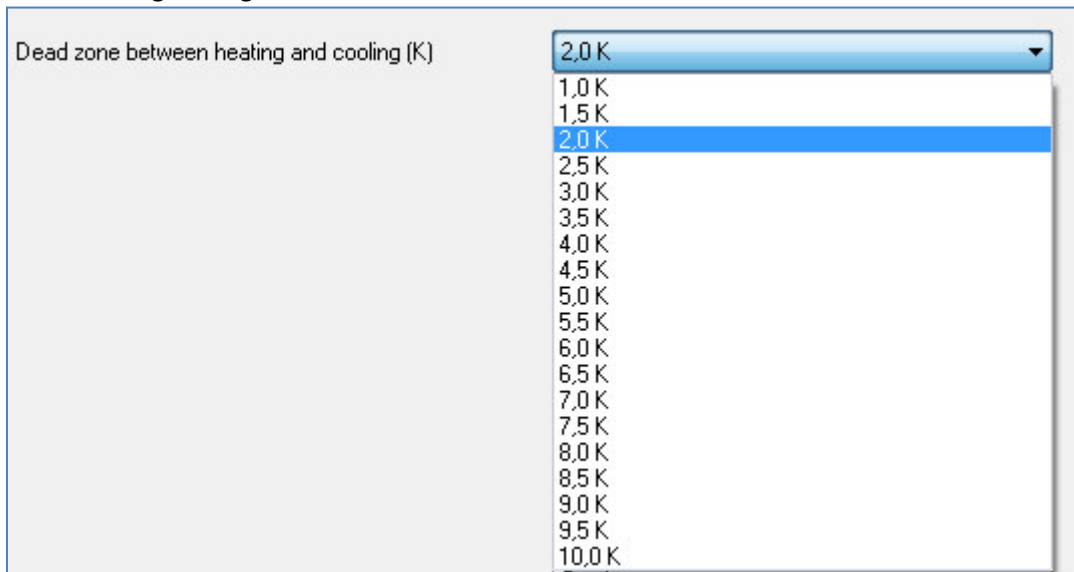 Dead zone between heating and cooling (K)
2,0 K
1,0 K
1,5 K
2,0 K
2,5 K
3,0 K
3,5 K
4,0 K
4,5 K
5,0 K
5,5 K
6,0 K
6,5 K
7,0 K
7,5 K
8,0 K
8,5 K
9,0 K
9,5 K
10,0 K